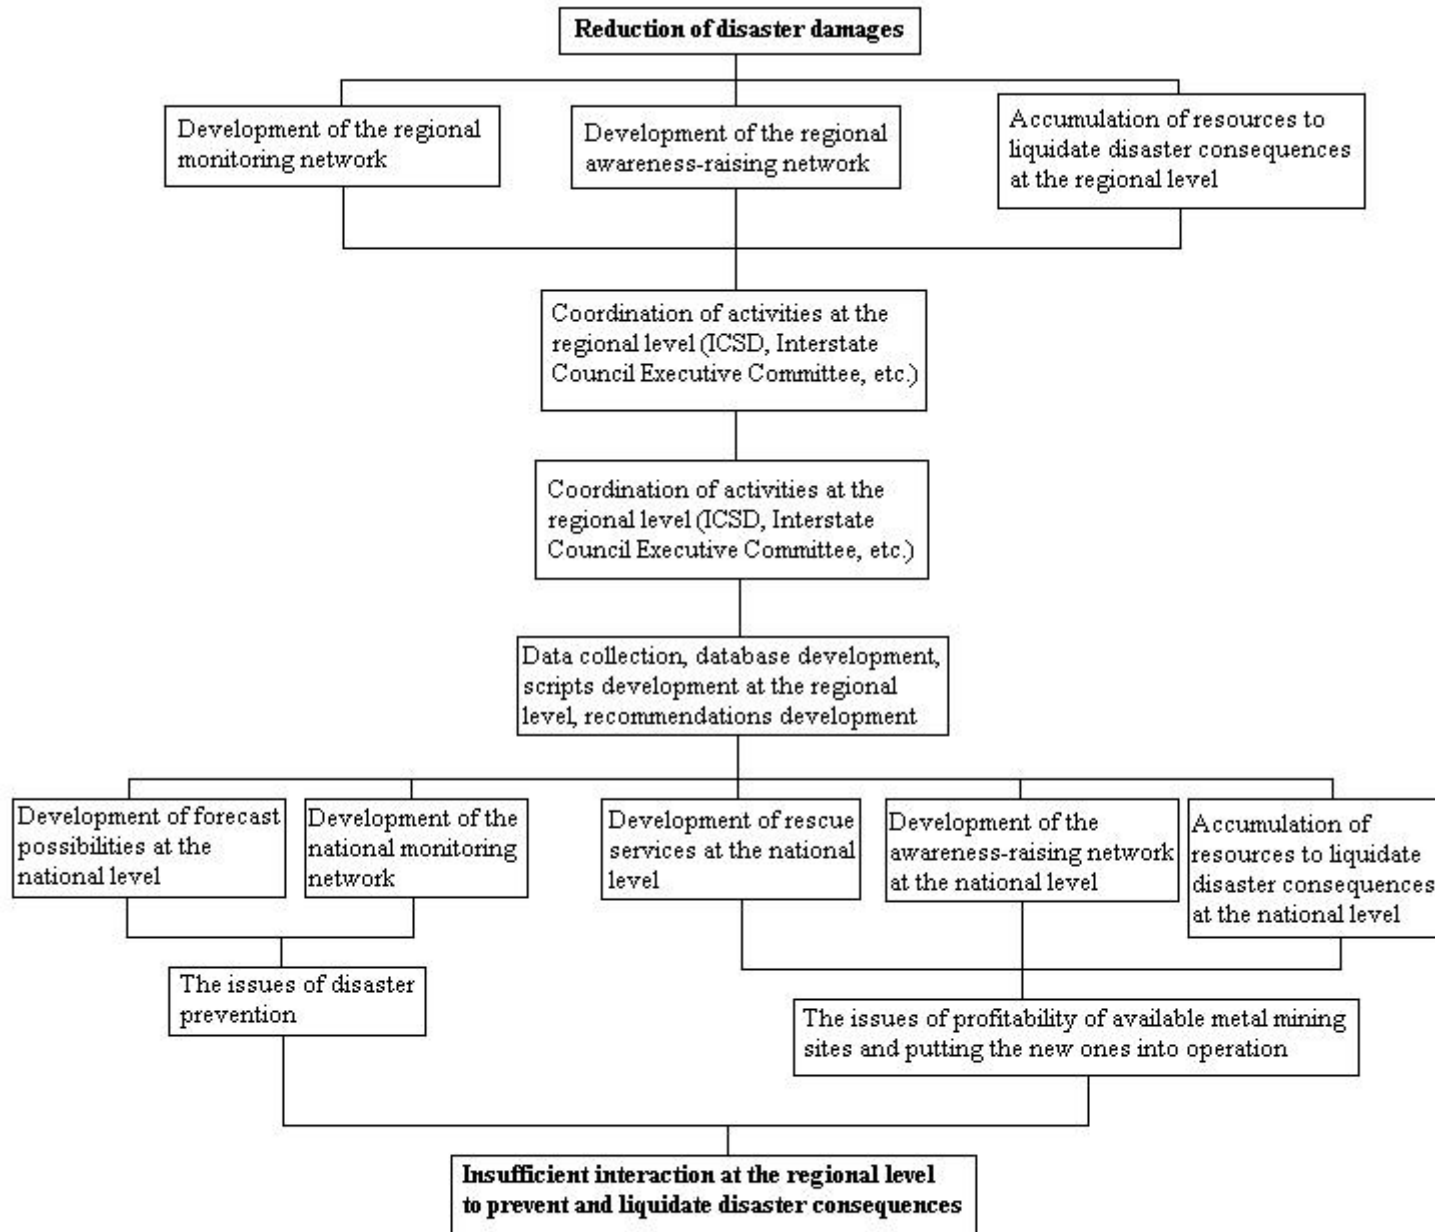 Reduction of disaster damages
Development of the regional
monitoring network
Development of the regional
awareness-raising network
Accumulation of resources to
liquidate disaster consequences
at the regional level
Coordination of activities at the
regional level (ICSD, Interstate
Council Executive Committee, etc.)
Coordination of activities at the
regional level (ICSD, Interstate
Council Executive Committee, etc.)
Data collection, database development,
scripts development at the regional
level, recommendations development
Development of forecast
possibilities at the
national level
Development of the
national monitoring
network
Development of rescue
services at the national
level
Development of the
awareness-raising network
at the national level
Accumulation of
resources to liquidate
disaster consequences
at the national level
The issues of disaster
prevention
The issues of profitability of available metal mining
sites and putting the new ones into operation
Insufficient interaction at the regional level
to prevent and liquidate disaster consequences